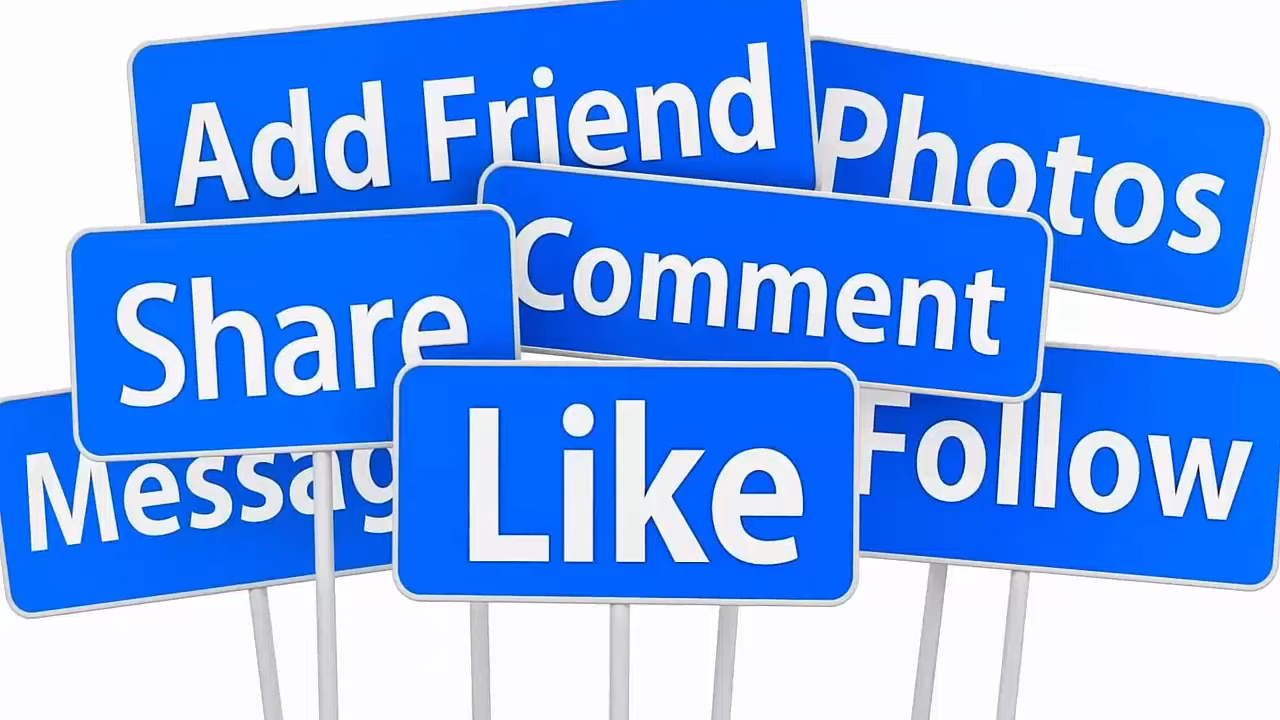 Add Friend
Photos
Comment
Share
Like
Follow
Messag